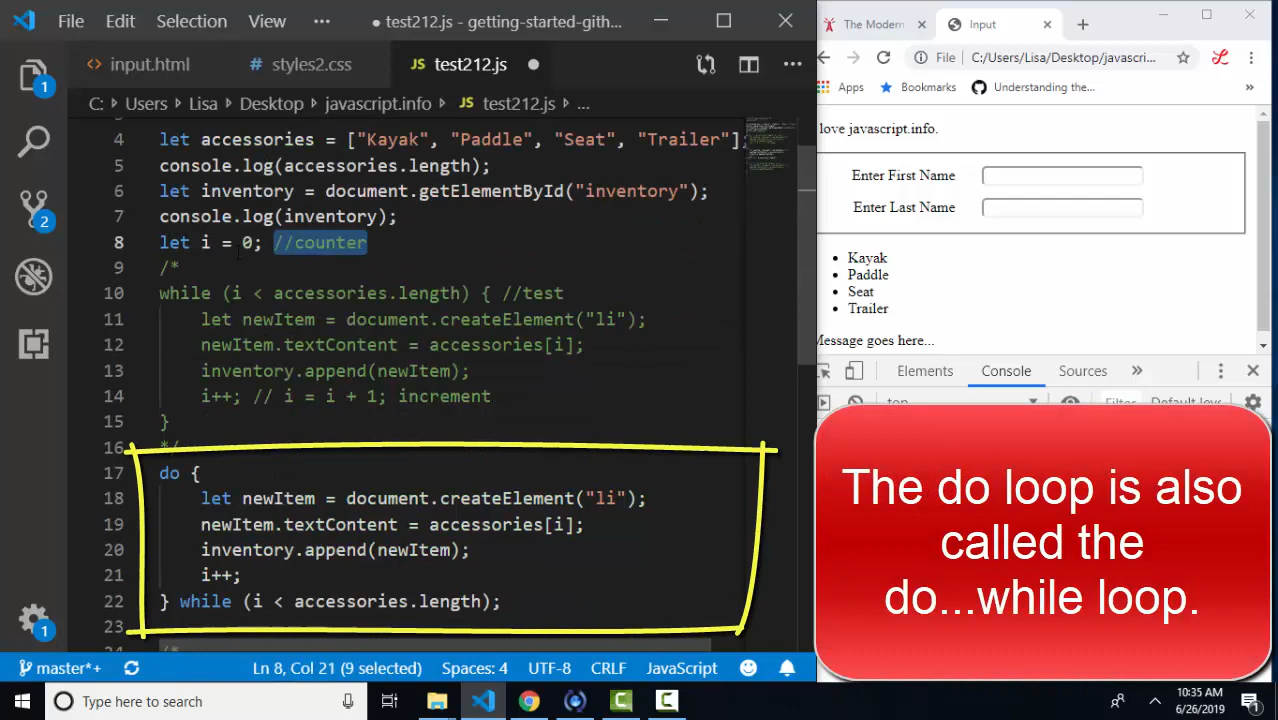 File Edit Selection View ··· ● test212.js - getting-started-gith...
input.html styles2.css JS test212.js ●
C: > Users > Lisa > Desktop > javascript.info > JS test212.js > ...
4 let accessories = ["Kayak", "Paddle", "Seat", "Trailer"];
5 console.log(accessories.length);
6 let inventory = document.getElementById("inventory");
7 console.log(inventory);
8 let i = 0; //counter
9 /*
10 while (i < accessories.length) { //test
11 let newItem = document.createElement("li");
12 newItem.textContent = accessories[i];
13 inventory.append(newItem);
14 i++; // i = i + 1; increment
15 }
16 */
17 do {
18 let newItem = document.createElement("li");
19 newItem.textContent = accessories[i];
20 inventory.append(newItem);
21 i++;
22 } while (i < accessories.length);
23
1
2
1
master*+ Ln 8, Col 21 (9 selected) Spaces: 4 UTF-8 CRLF JavaScript
The Modern Input
File C:/Users/Lisa/Desktop/javascri...
Apps Bookmarks Understanding the...
love javascript.info.
Enter First Name
Enter Last Name
Kayak
Paddle
Seat
Trailer
Message goes here...
Elements Console Sources
top Filter
The do loop is also
called the
do...while loop.
Type here to search
10:35 AM
6/26/2019
1